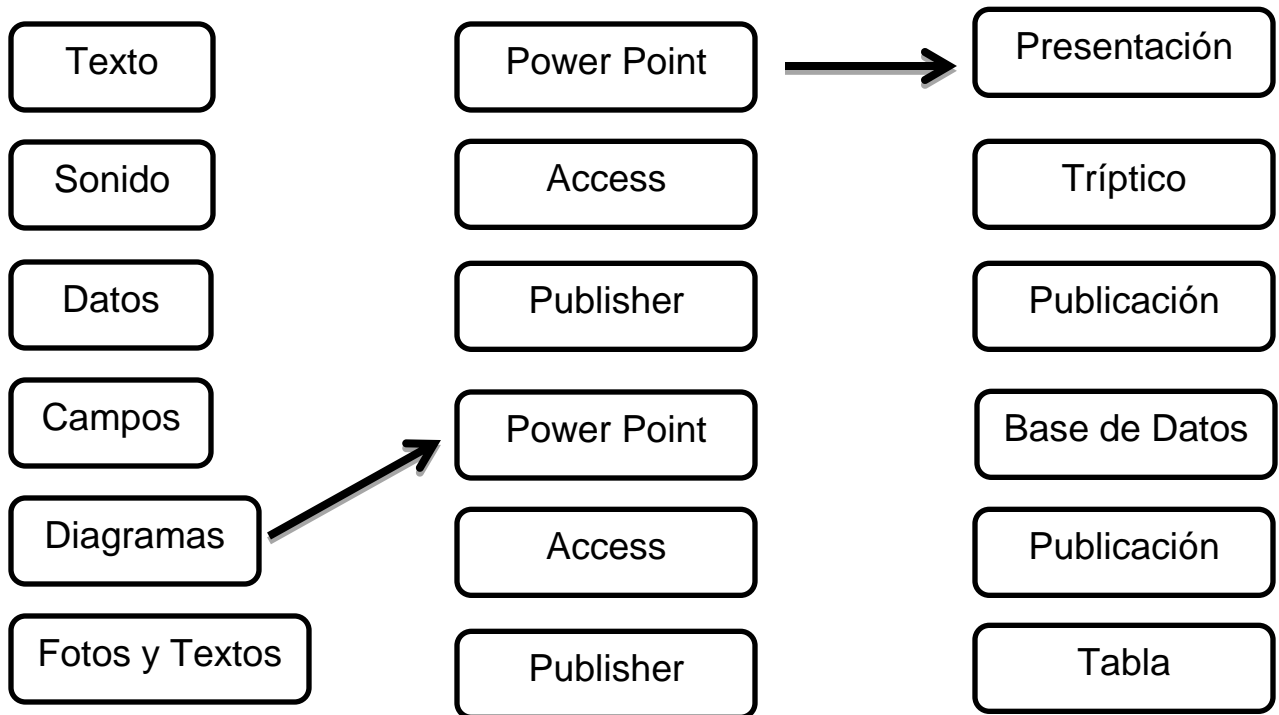 Texto
Power Point
Presentación
Sonido
Access
Tríptico
Datos
Publisher
Publicación
Campos
Power Point
Base de Datos
Diagramas
Access
Publicación
Fotos y Textos
Publisher
Tabla